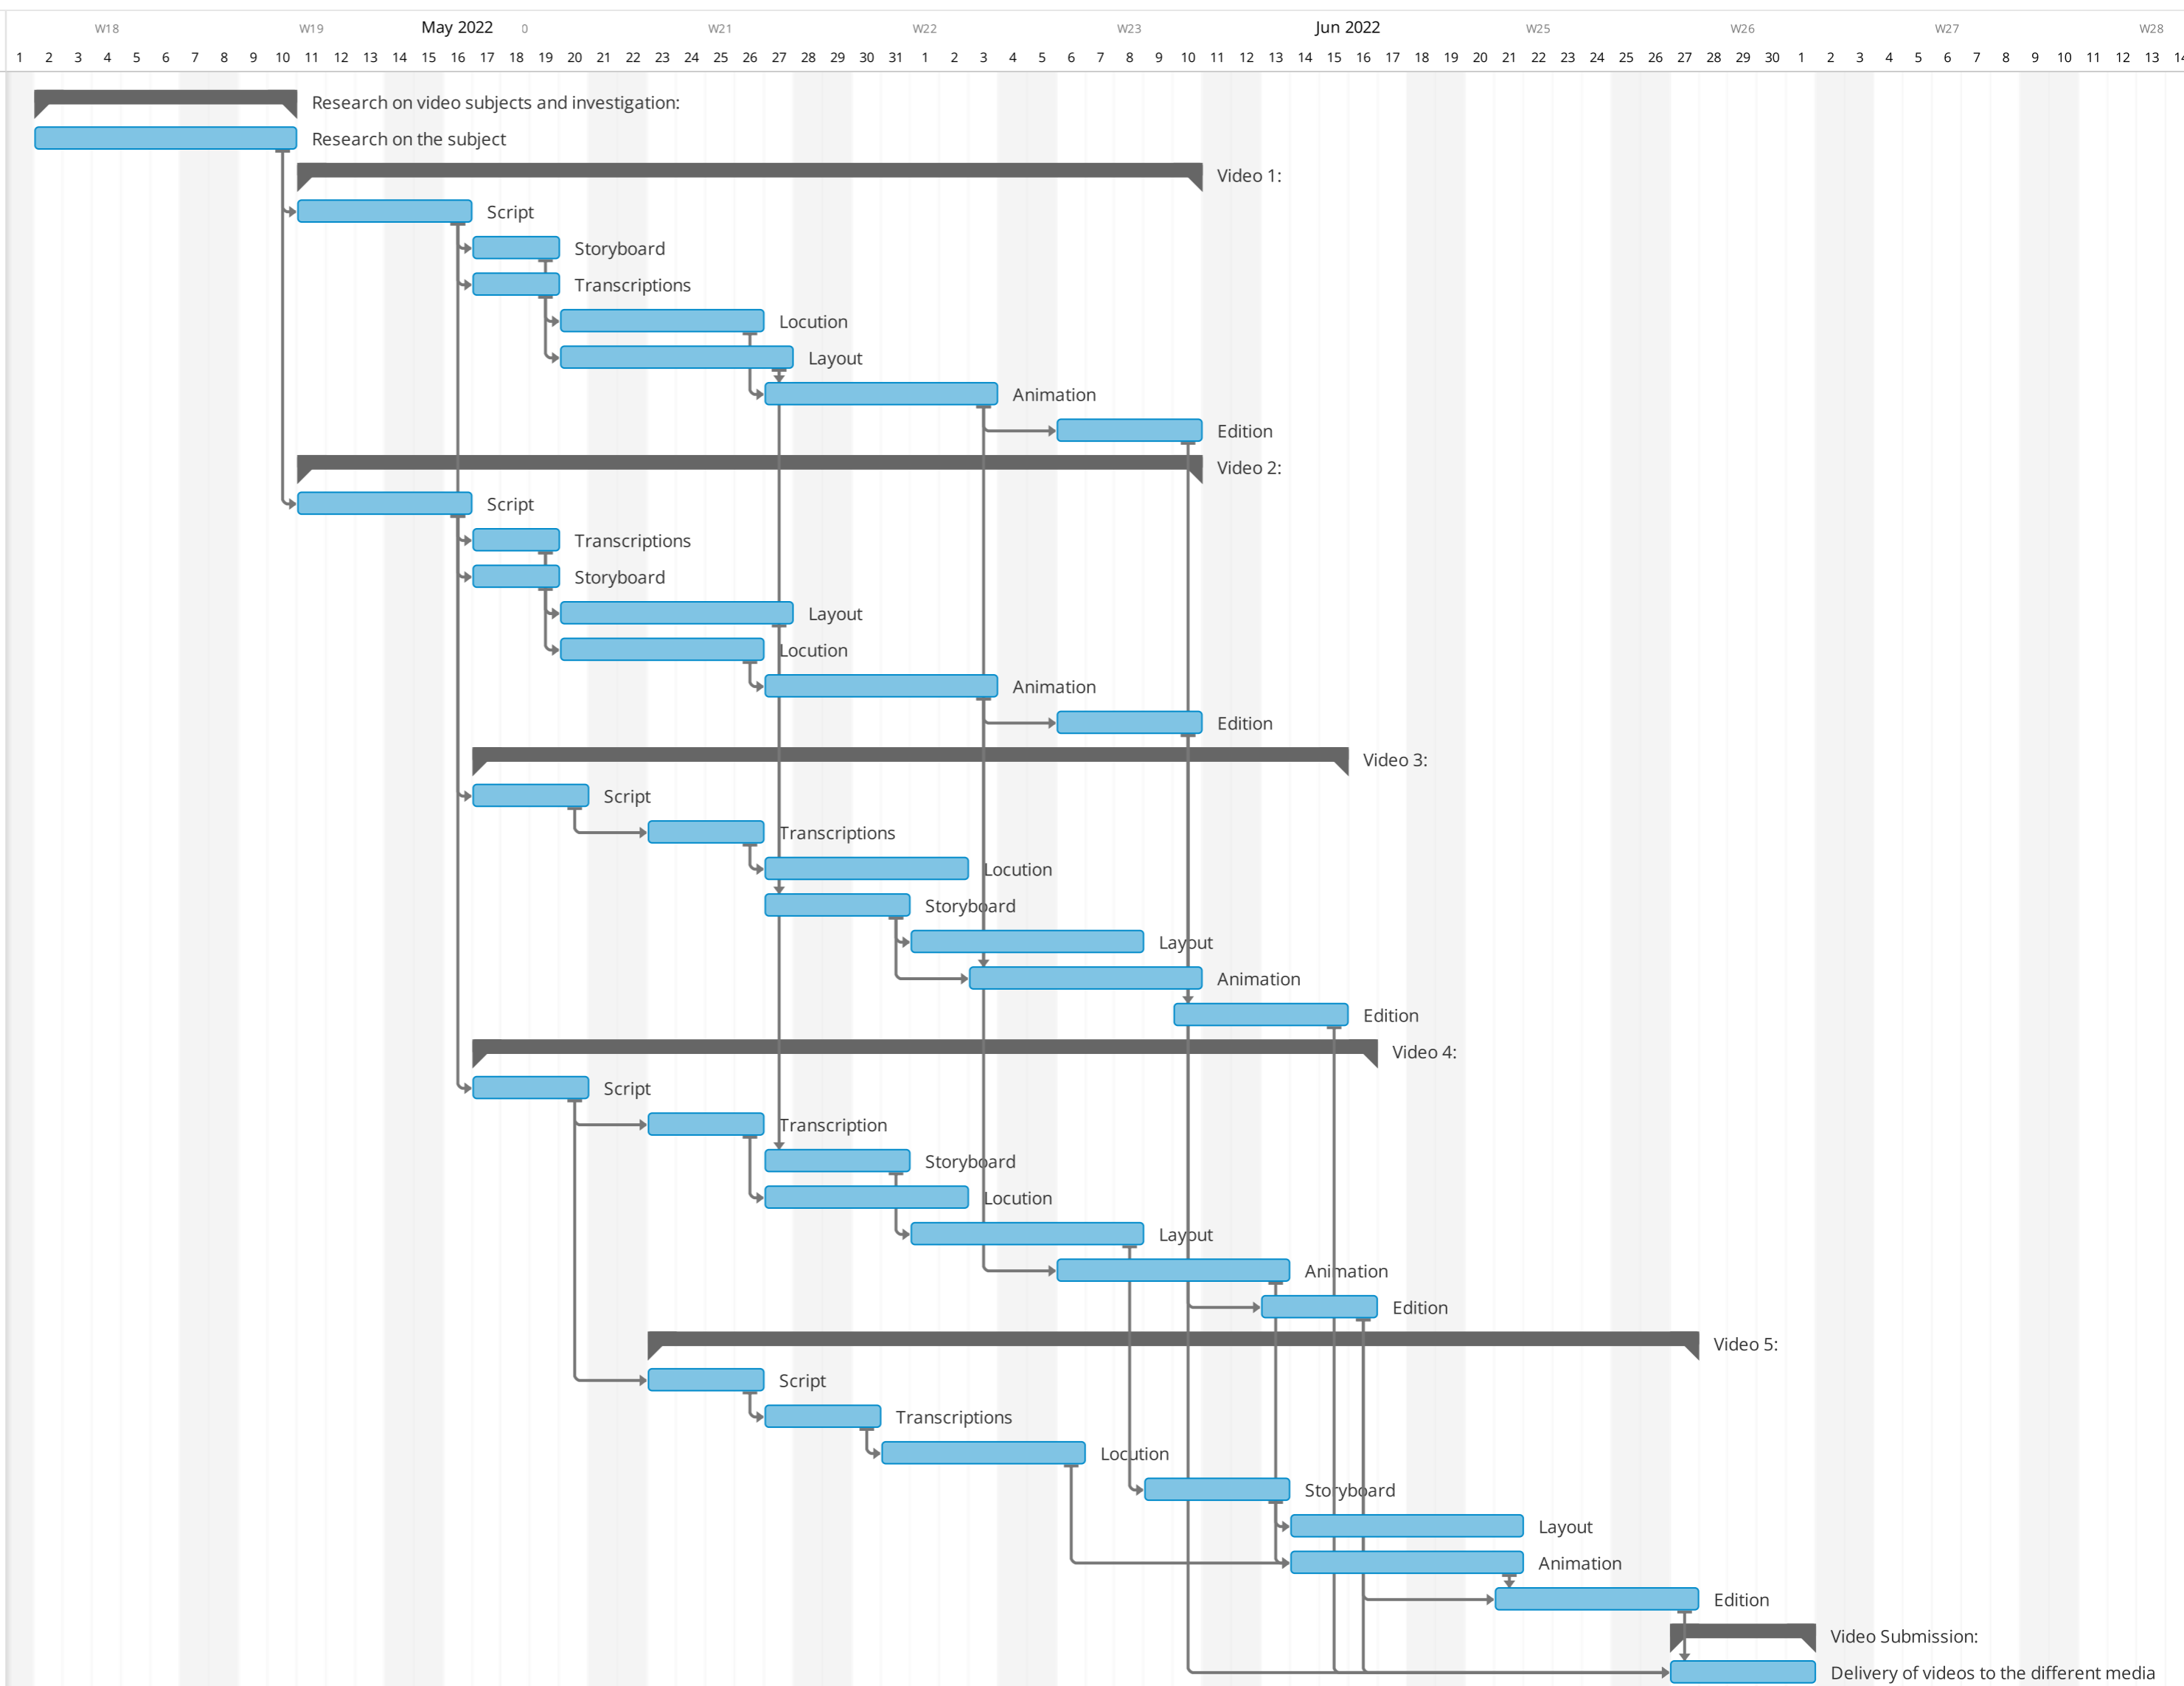 W18 W19 May 2022 0 W21 W22 W23 Jun 2022 W25 W26 W27 W28
1 2 3 4 5 6 7 8 9 10 11 12 13 14 15 16 17 18 19 20 21 22 23 24 25 26 27 28 29 30 31 1 2 3 4 5 6 7 8 9 10 11 12 13 14 15 16 17 18 19 20 21 22 23 24 25 26 27 28 29 30 1 2 3 4 5 6 7 8 9 10 11 12 13 14
Research on video subjects and investigation:
Research on the subject
Video 1:
Script
Storyboard
Transcriptions
Locution
Layout
Animation
Edition
Video 2:
Script
Transcriptions
Storyboard
Layout
Locution
Animation
Edition
Video 3:
Script
Transcriptions
Locution
Storyboard
Layout
Animation
Edition
Video 4:
Script
Transcription
Storyboard
Locution
Layout
Animation
Edition
Video 5:
Script
Transcriptions
Locution
Storyboard
Layout
Animation
Edition
Video Submission:
Delivery of videos to the different media